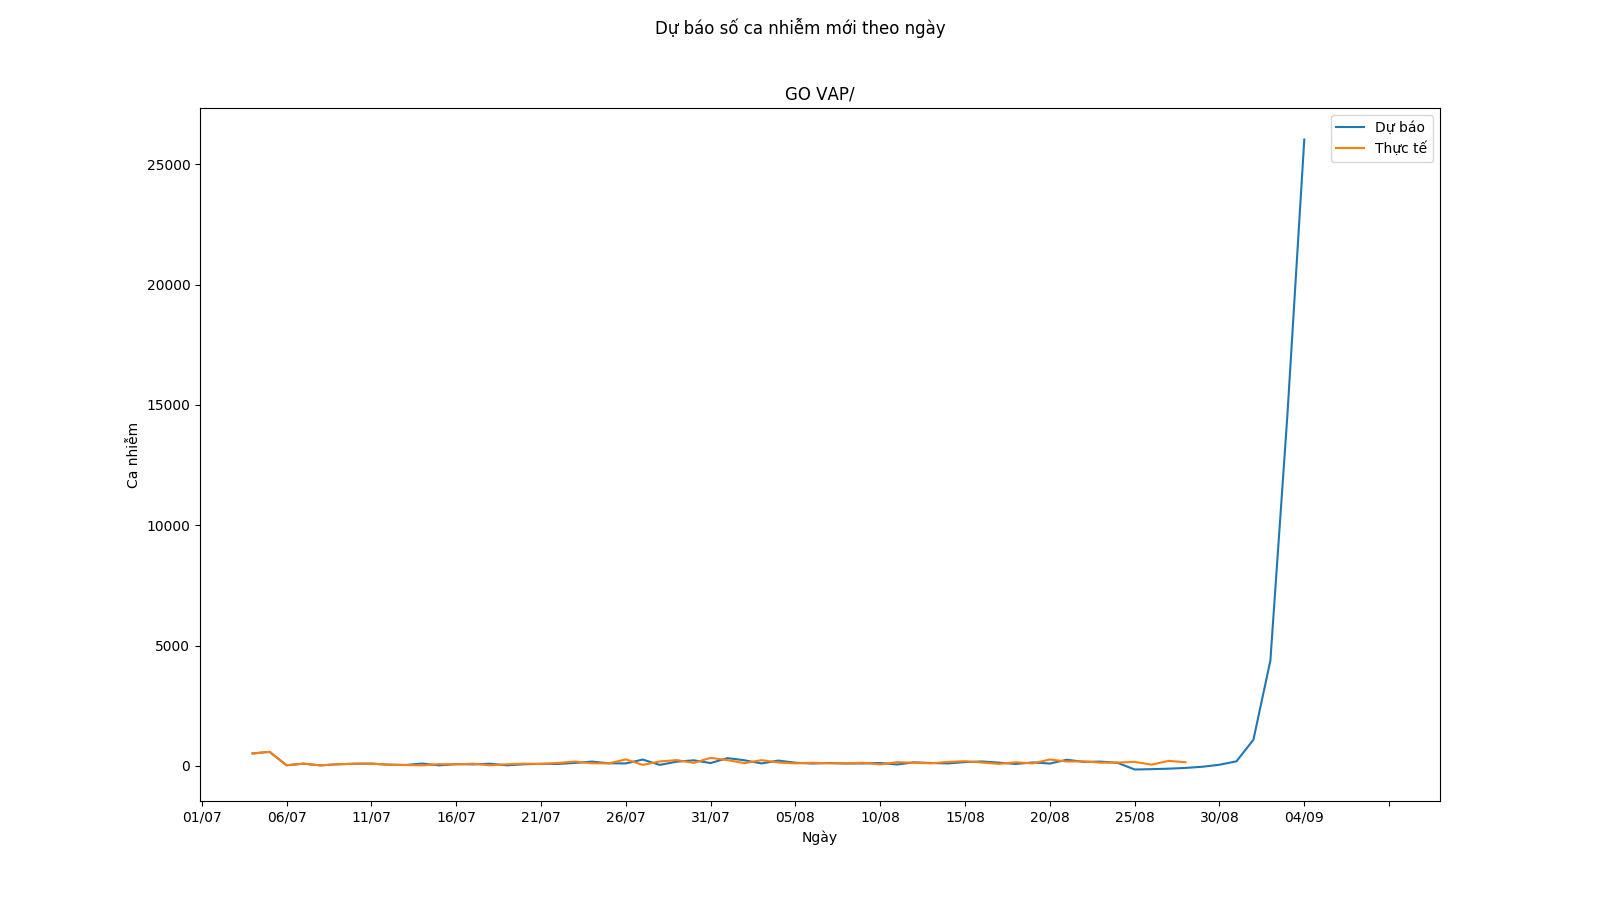 Dự báo số ca nhiễm mới theo ngày
GO VAP/
Dự báo
Thực tế
Ca nhiễm
25000
20000
15000
10000
5000
0
01/07 06/07 11/07 16/07 21/07 26/07 31/07 05/08 10/08 15/08 20/08 25/08 30/08 04/09
Ngày